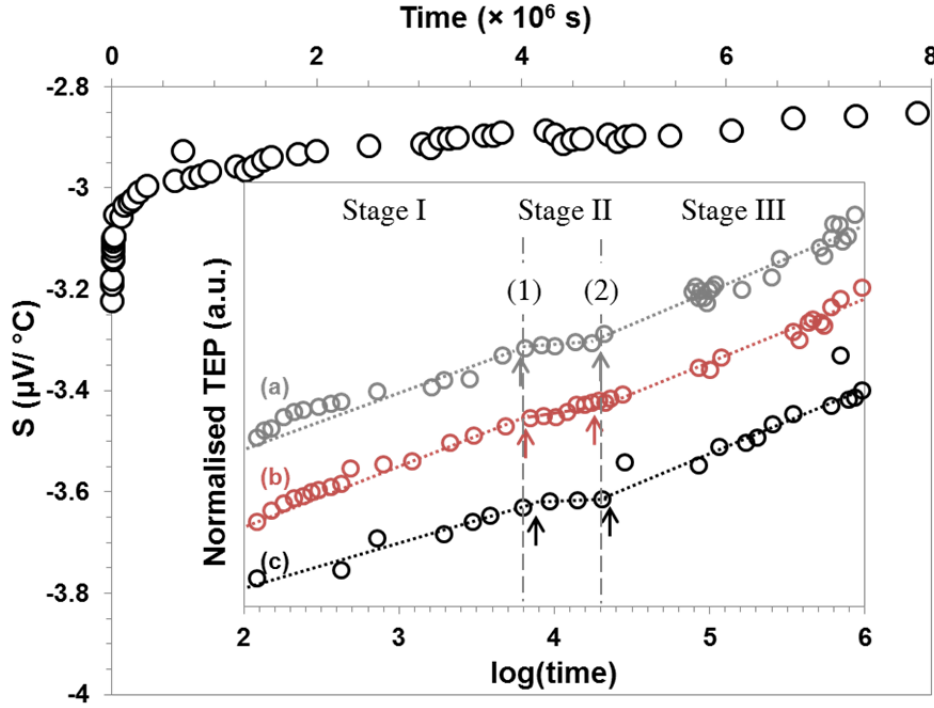 Time (× 10⁶ s)
0 2 4 6 8
-2.8
-3
-3.2
-3.4
-3.6
-3.8
-4
S (μV/ °C)
Stage I Stage II Stage III
(1) (2)
(a)
(b)
(c)
Normalised TEP (a.u.)
2 3 4 5 6
log(time)